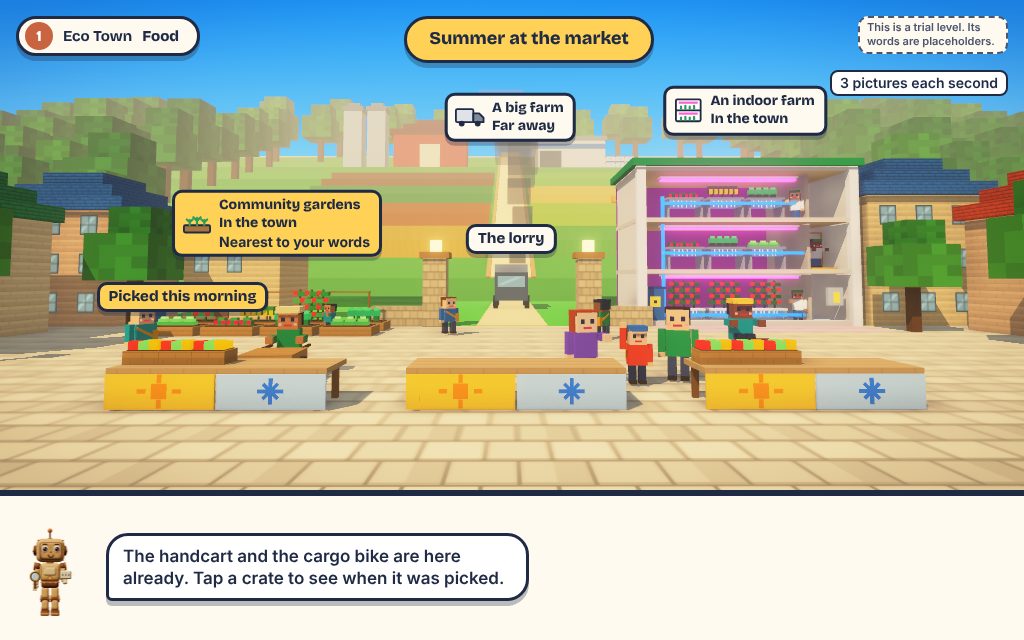 1 Eco Town Food
Summer at the market
This is a trial level. Its
words are placeholders.
3 pictures each second
A big farm
Far away
An indoor farm
In the town
Community gardens
In the town
Nearest to your words
The lorry
Picked this morning
The handcart and the cargo bike are here
already. Tap a crate to see when it was picked.